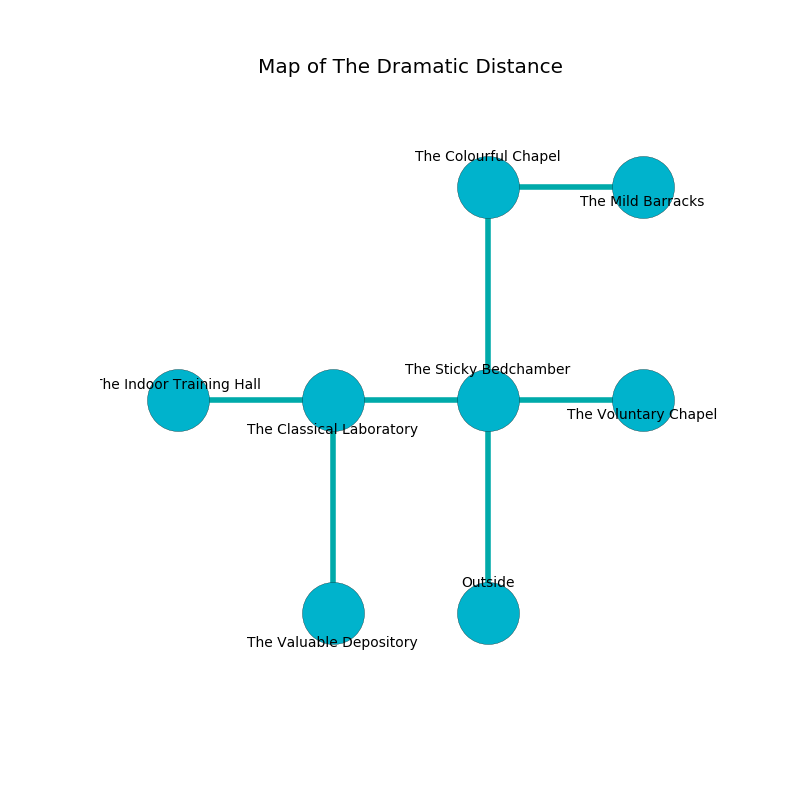 Map of The Dramatic Distance
The Colourful Chapel
The Mild Barracks
The Sticky Bedchamber
he Indoor Training Hall
The Voluntary Chapel
The Classical Laboratory
Outside
The Valuable Depository